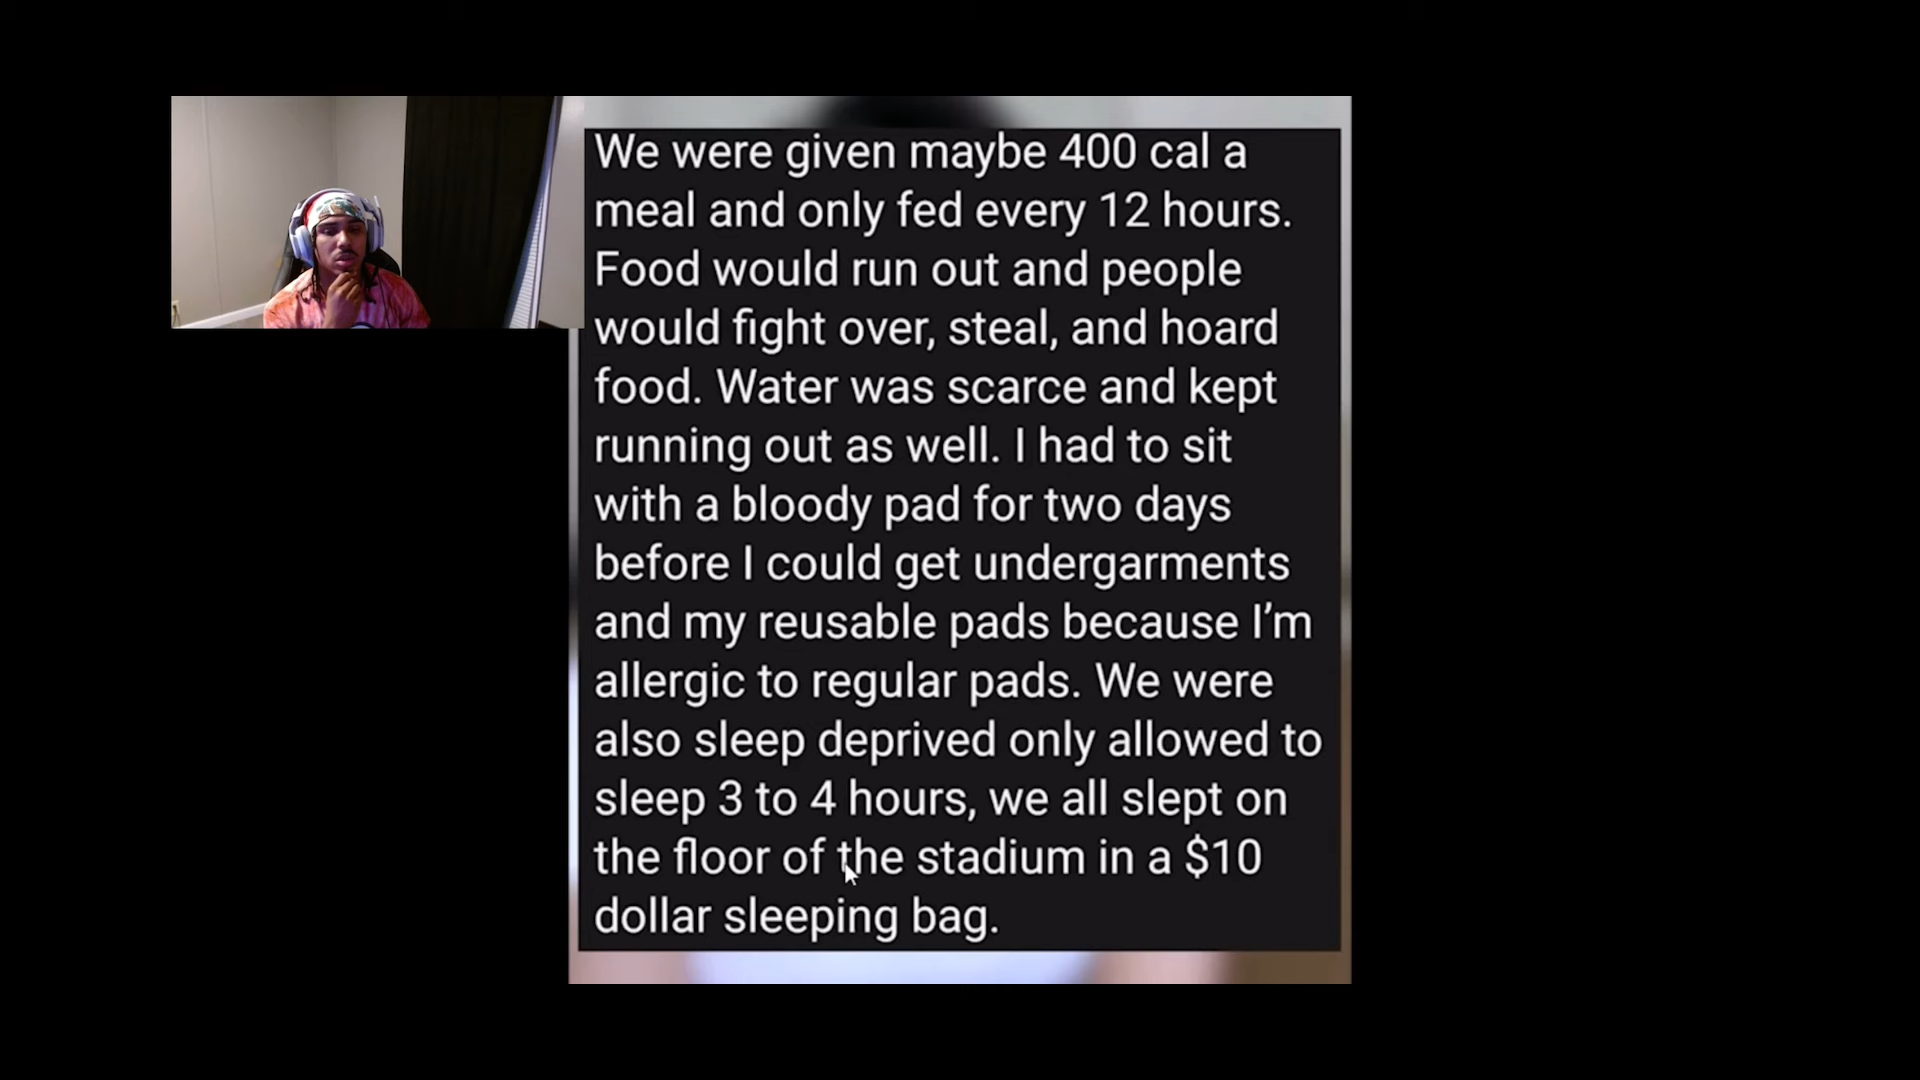 We were given maybe 400 cal a
meal and only fed every 12 hours.
Food would run out and people
would fight over, steal, and hoard
food. Water was scarce and kept
running out as well. I had to sit
with a bloody pad for two days
before I could get undergarments
and my reusable pads because I’m
allergic to regular pads. We were
also sleep deprived only allowed to
sleep 3 to 4 hours, we all slept on
the floor of the stadium in a $10
dollar sleeping bag.